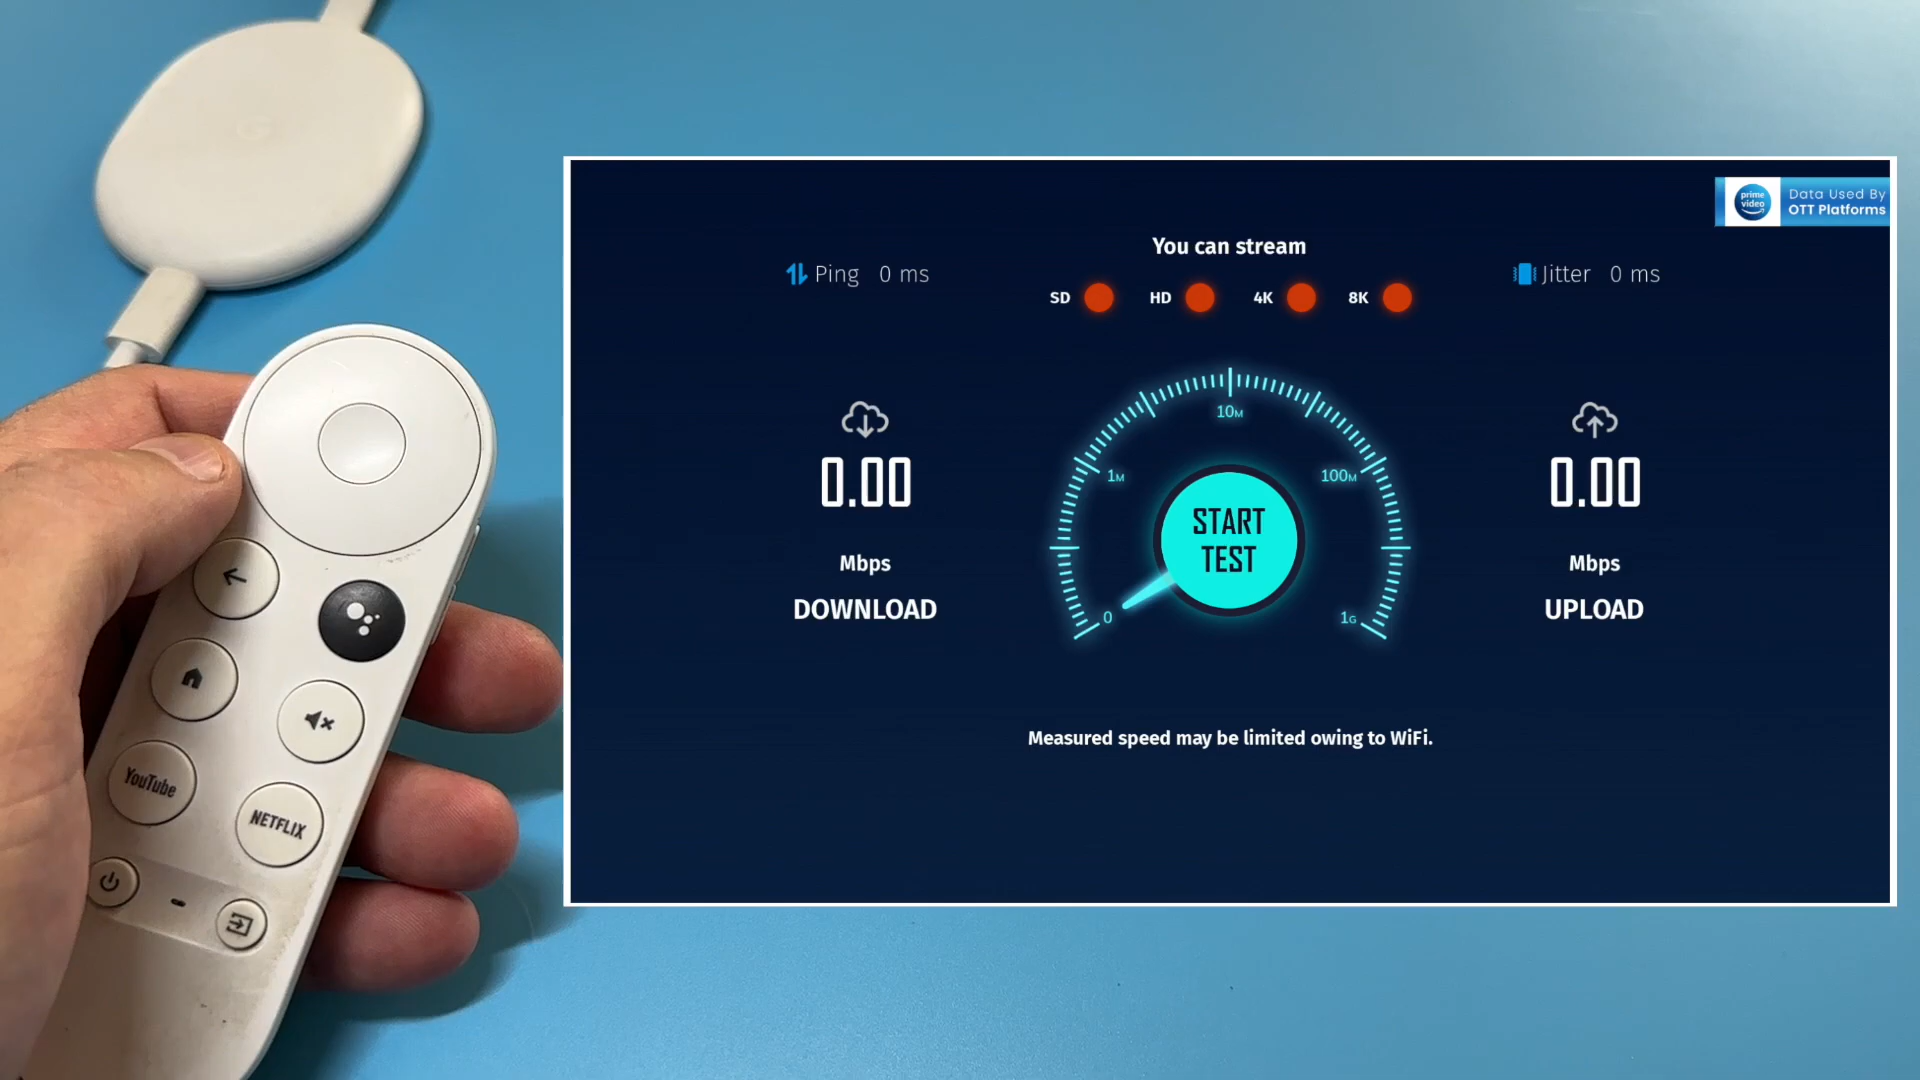 prime
video
Data Used By
OTT Platforms
You can stream
Ping 0 ms
SD HD 4K 8K
Jitter 0 ms
0.00
Mbps
DOWNLOAD
0
1M
10M
100M
1G
START
TEST
0.00
Mbps
UPLOAD
Measured speed may be limited owing to WiFi.
YouTube
NETFLIX
G